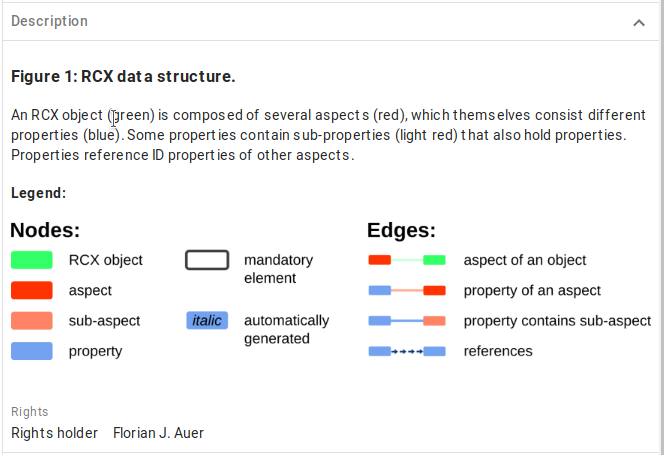 Description
Figure 1: RCX data structure.
An RCX object (green) is composed of several aspects (red), which themselves consist different
properties (blue). Some properties contain sub-properties (light red) that also hold properties.
Properties reference ID properties of other aspects.
Legend:
Nodes:
RCX object
aspect
sub-aspect
property
mandatory
element
italic
automatically
generated
Edges:
aspect of an object
property of an aspect
property contains sub-aspect
references
Rights
Rights holder Florian J. Auer